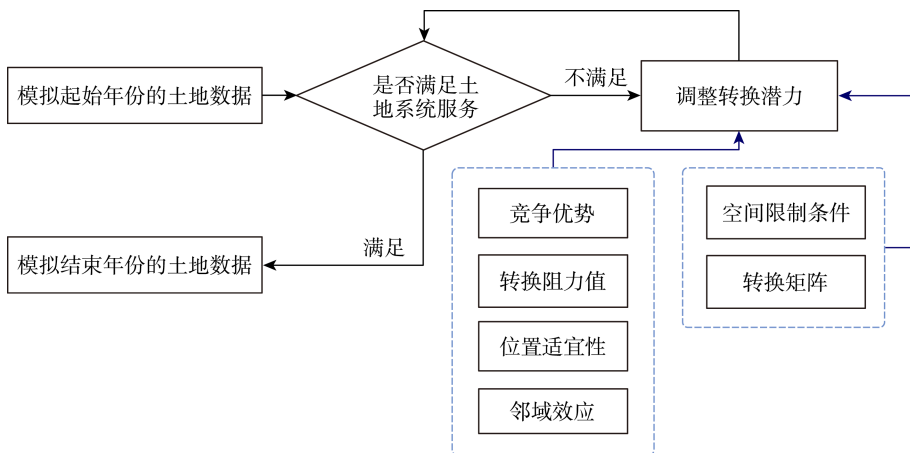 模拟起始年份的土地数据
是否满足土
地系统服务
不满足
调整转换潜力
模拟结束年份的土地数据
满足
竞争优势
转换阻力值
位置适宜性
邻域效应
空间限制条件
转换矩阵